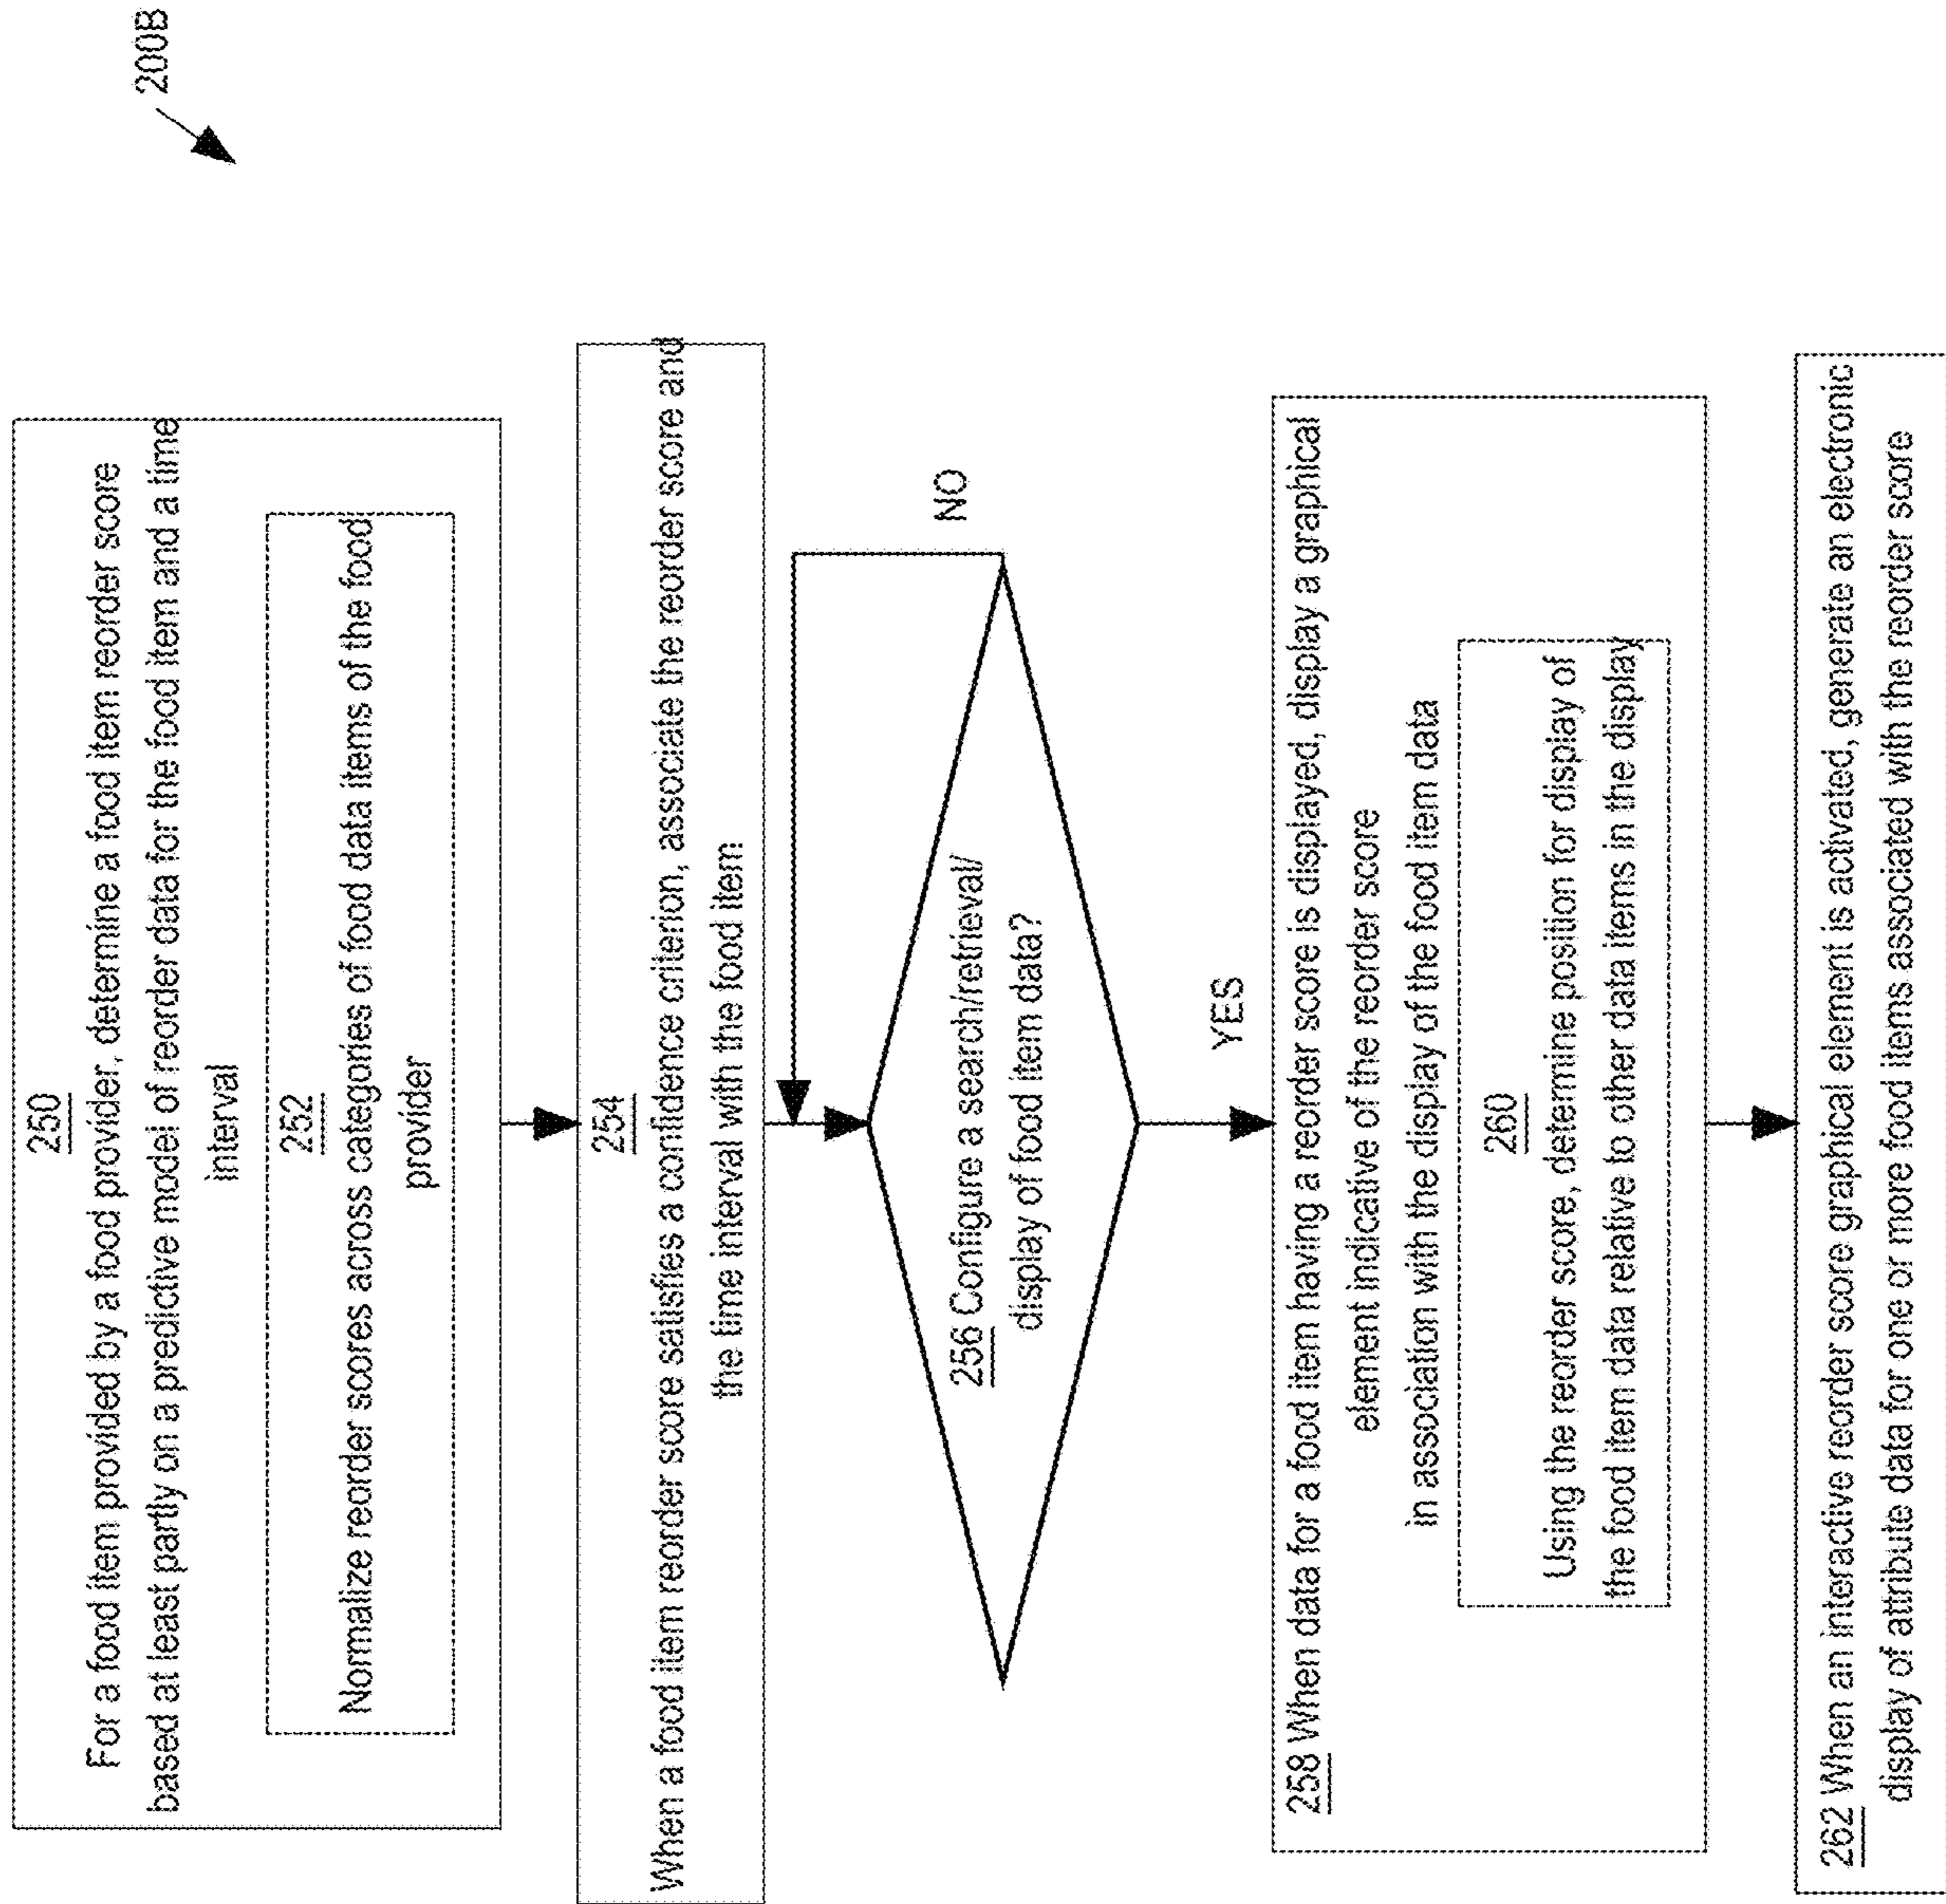 200B
250
For a food item provided by a food provider, determine a food item reorder score
based at least partly on a predictive model of reorder data for the food item and a time
interval
252
Normalize reorder scores across categories of food data items of the food
provider
254
When a food item reorder score satisfies a confidence criterion, associate the reorder score and
the time interval with the food item
256 Configure a search/retrieval/
display of food item data?
NO
YES
258 When data for a food item having a reorder score is displayed, display a graphical
element indicative of the reorder score
in association with the display of the food item data
260
Using the reorder score, determine position for display of
the food item data relative to other data items in the display
262 When an interactive reorder score graphical element is activated, generate an electronic
display of attribute data for one or more food items associated with the reorder score